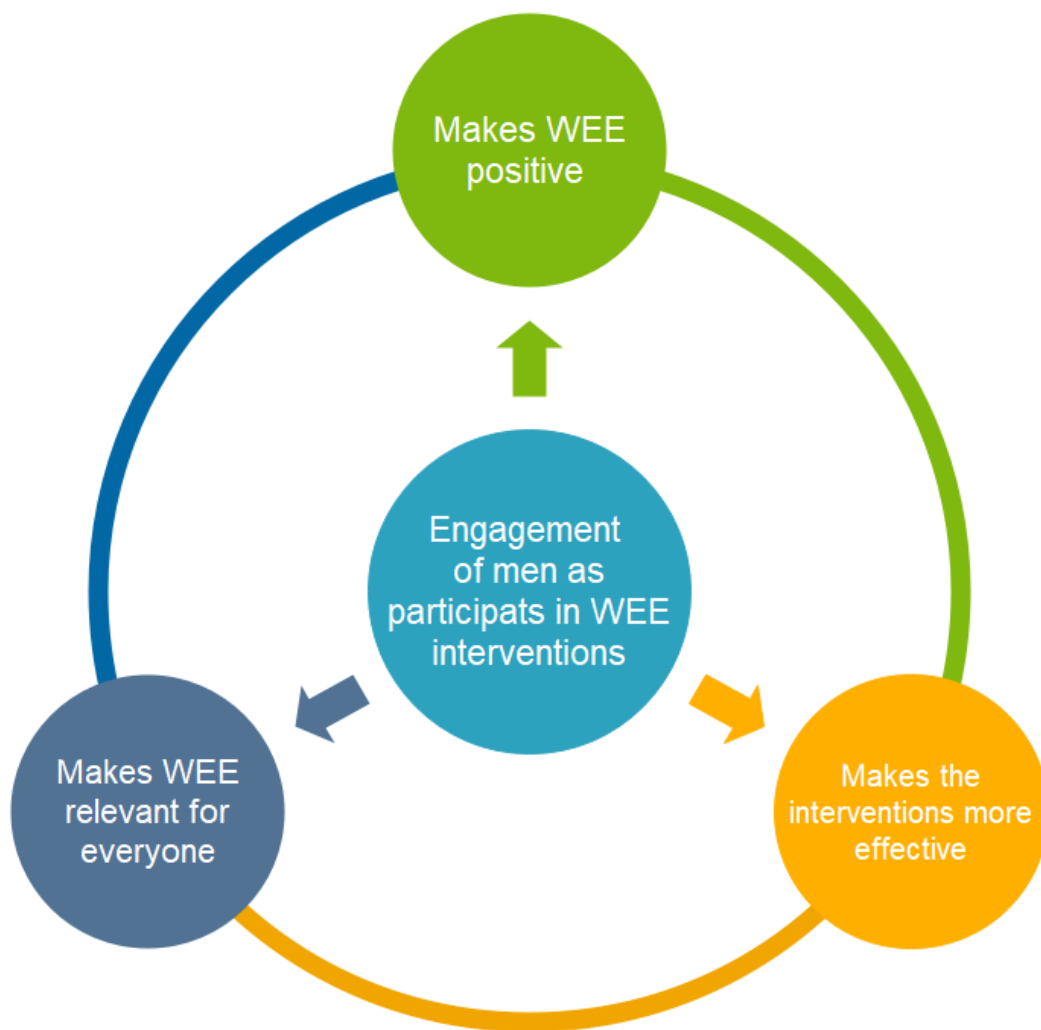 Makes WEE
positive
Engagement
of men as
participats in WEE
interventions
Makes WEE
relevant for
everyone
Makes the
interventions more
effective